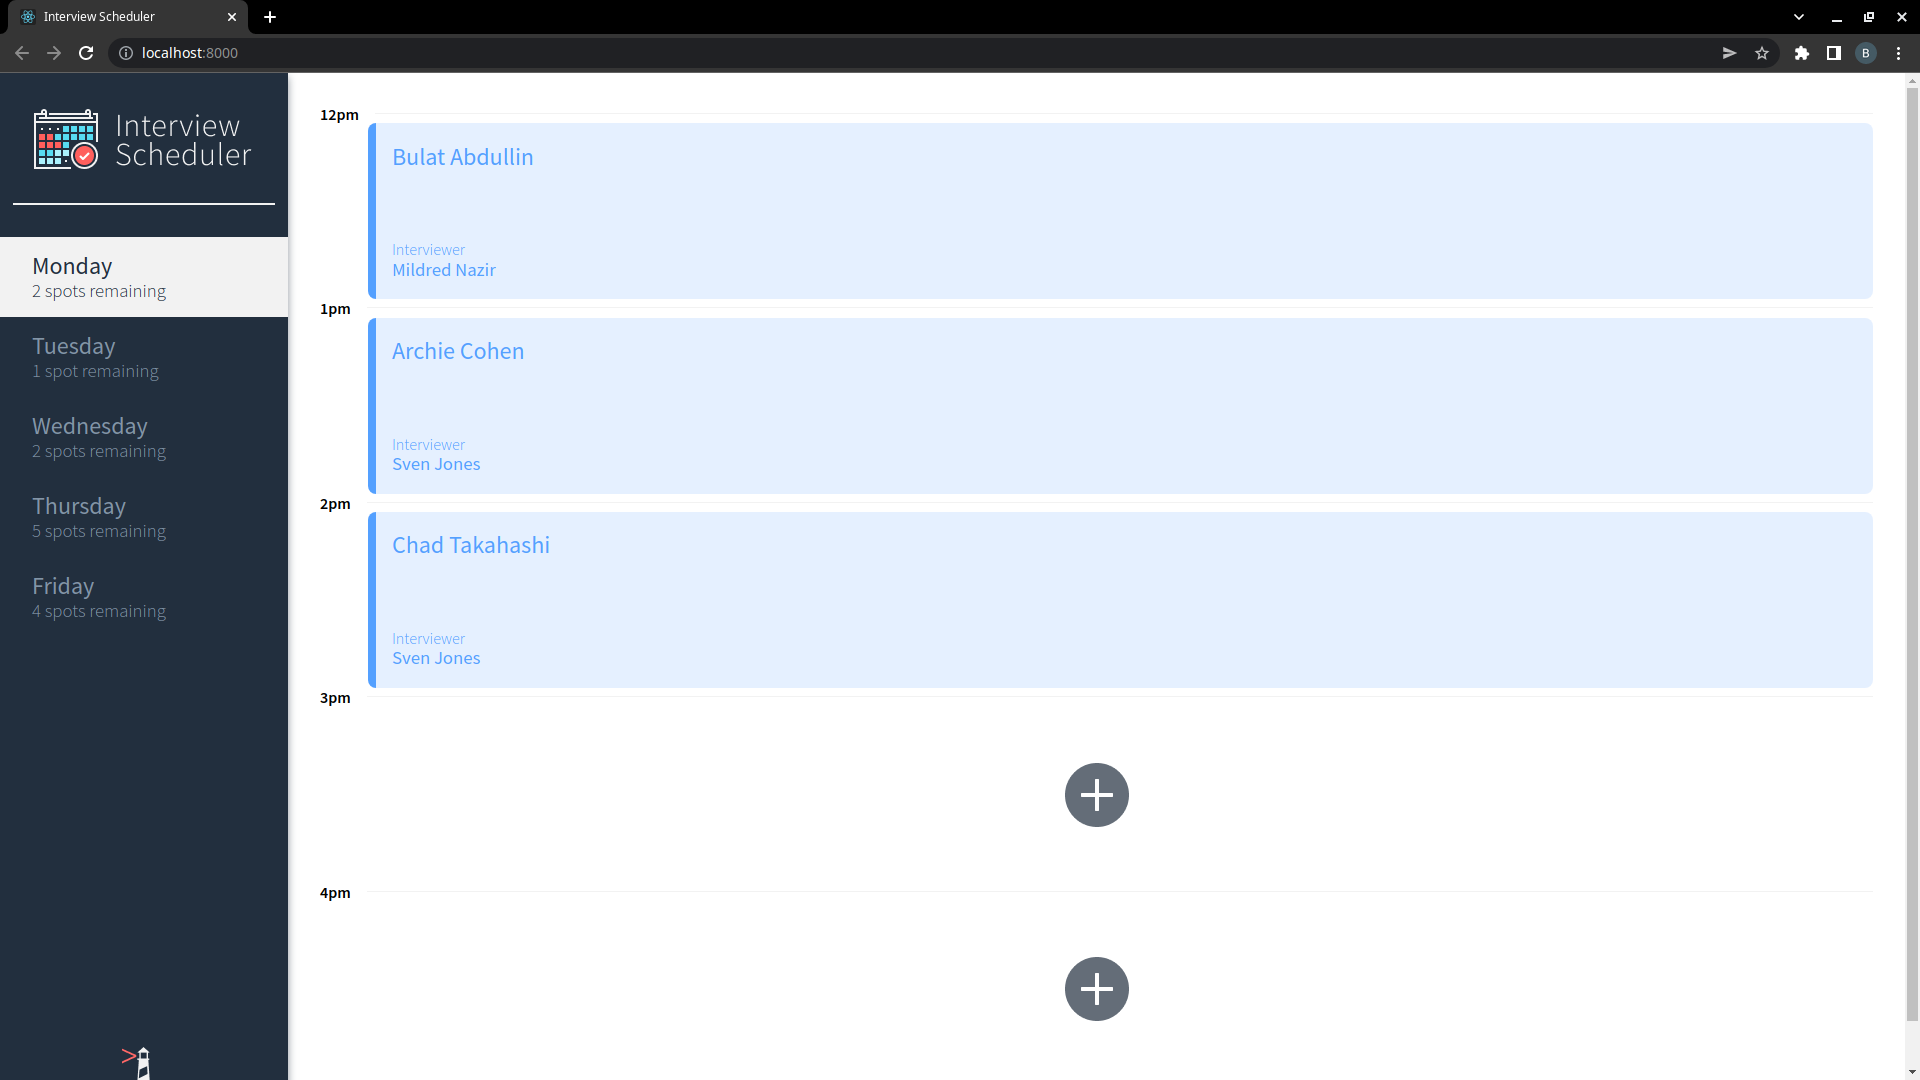 Interview Scheduler
localhost:8000
B
Interview
Scheduler
Monday
2 spots remaining
Tuesday
1 spot remaining
Wednesday
2 spots remaining
Thursday
5 spots remaining
Friday
4 spots remaining
12pm
Bulat Abdullin
Interviewer
Mildred Nazir
1pm
Archie Cohen
Interviewer
Sven Jones
2pm
Chad Takahashi
Interviewer
Sven Jones
3pm
4pm